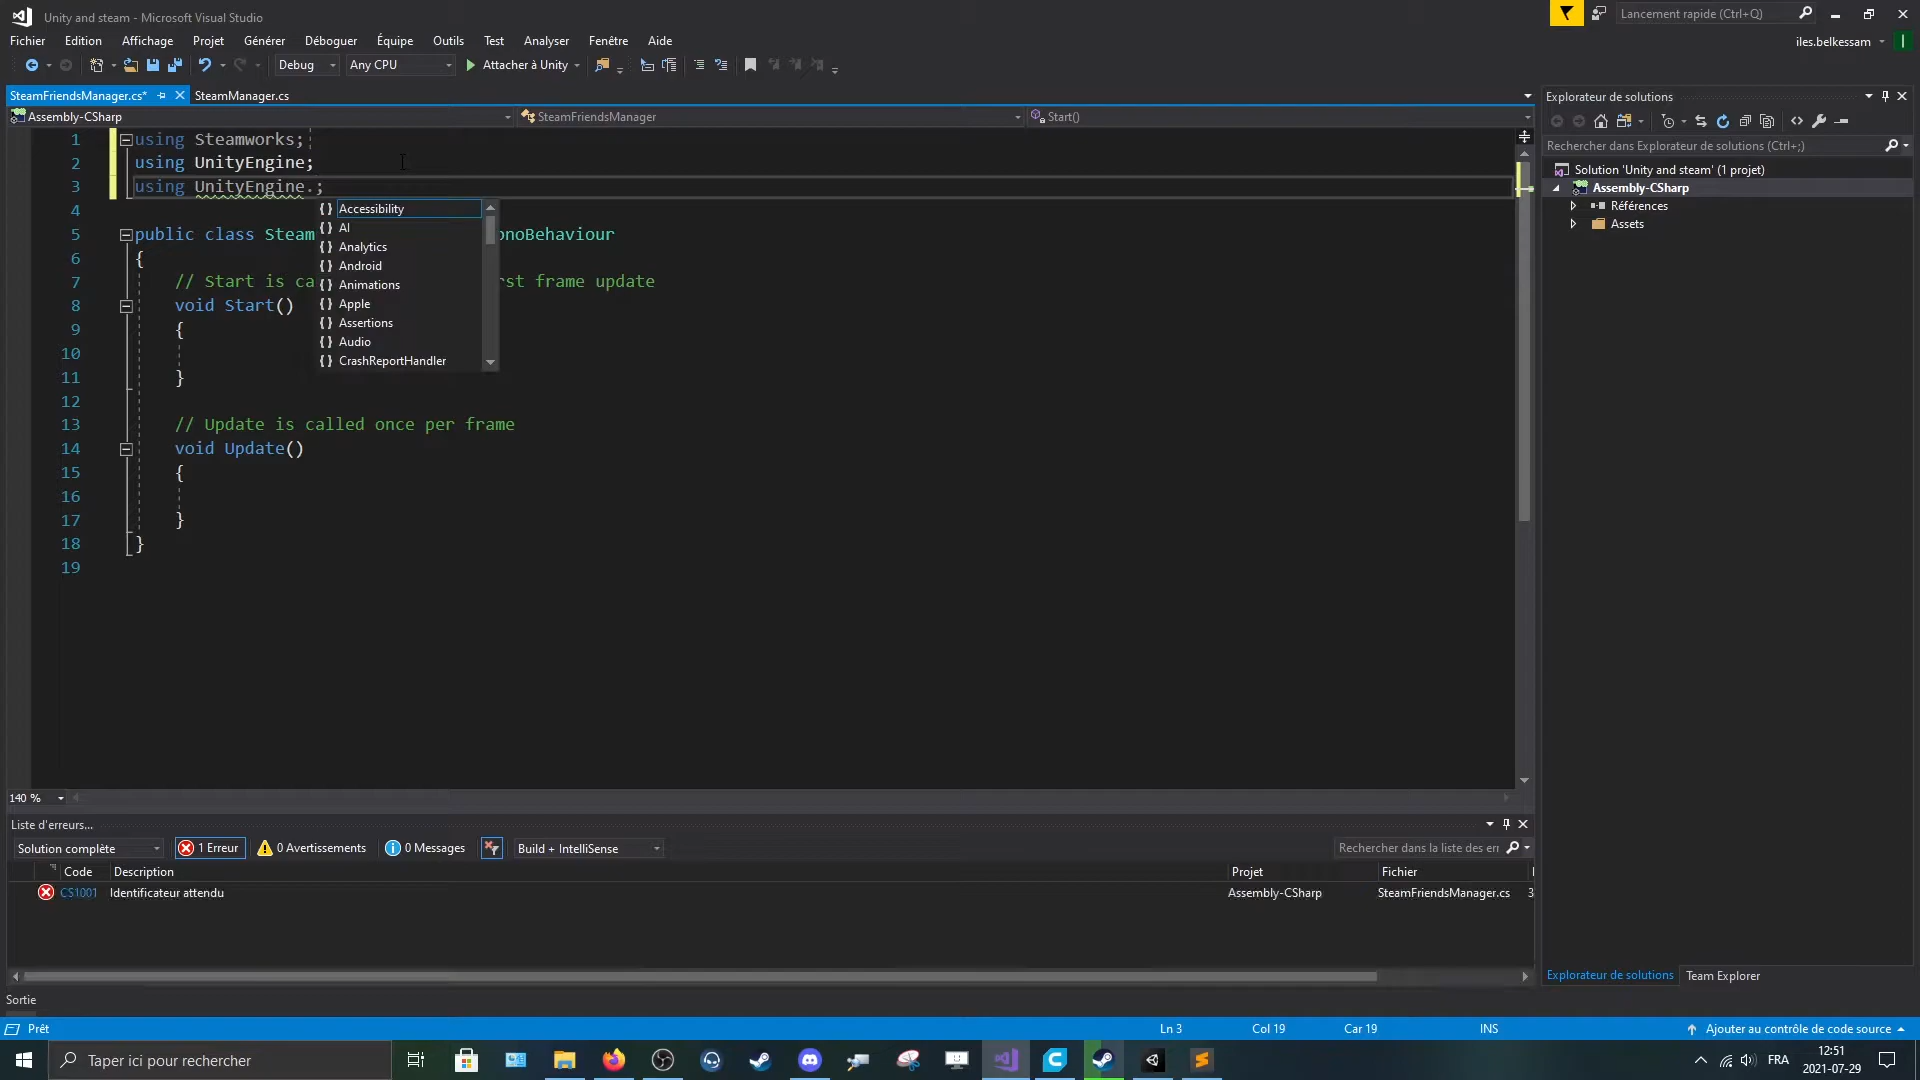 Unity and steam - Microsoft Visual Studio
Lancement rapide (Ctrl+Q)
Fichier Edition Affichage Projet Générer Déboguer Équipe Outils Test Analyser Fenêtre Aide
iles.belkessam
Debug Any CPU Attacher à Unity
SteamFriendsManager.cs* SteamManager.cs
Explorateur de solutions
Assembly-CSharp SteamFriendsManager Start()
Rechercher dans Explorateur de solutions (Ctrl+;)
Solution 'Unity and steam' (1 projet)
Assembly-CSharp
Références
Assets
1 using Steamworks;
2 using UnityEngine;
3 using UnityEngine.;
4
5 public class Steam onoBehaviour
6 {
7 // Start is ca rst frame update
8 void Start()
9 {
10
11 }
12
13 // Update is called once per frame
14 void Update()
15 {
16
17 }
18 }
19
{ } Accessibility
{ } AI
{ } Analytics
{ } Android
{ } Animations
{ } Apple
{ } Assertions
{ } Audio
{ } CrashReportHandler
140 %
Liste d'erreurs...
Solution complète 1 Erreur 0 Avertissements 0 Messages Build + IntelliSense Rechercher dans la liste des err
Code Description Projet Fichier
CS1001 Identificateur attendu Assembly-CSharp SteamFriendsManager.cs 3
Explorateur de solutions Team Explorer
Sortie
Prêt Ln 3 Col 19 Car 19 INS Ajouter au contrôle de code source
Taper ici pour rechercher
FRA
12:51
2021-07-29